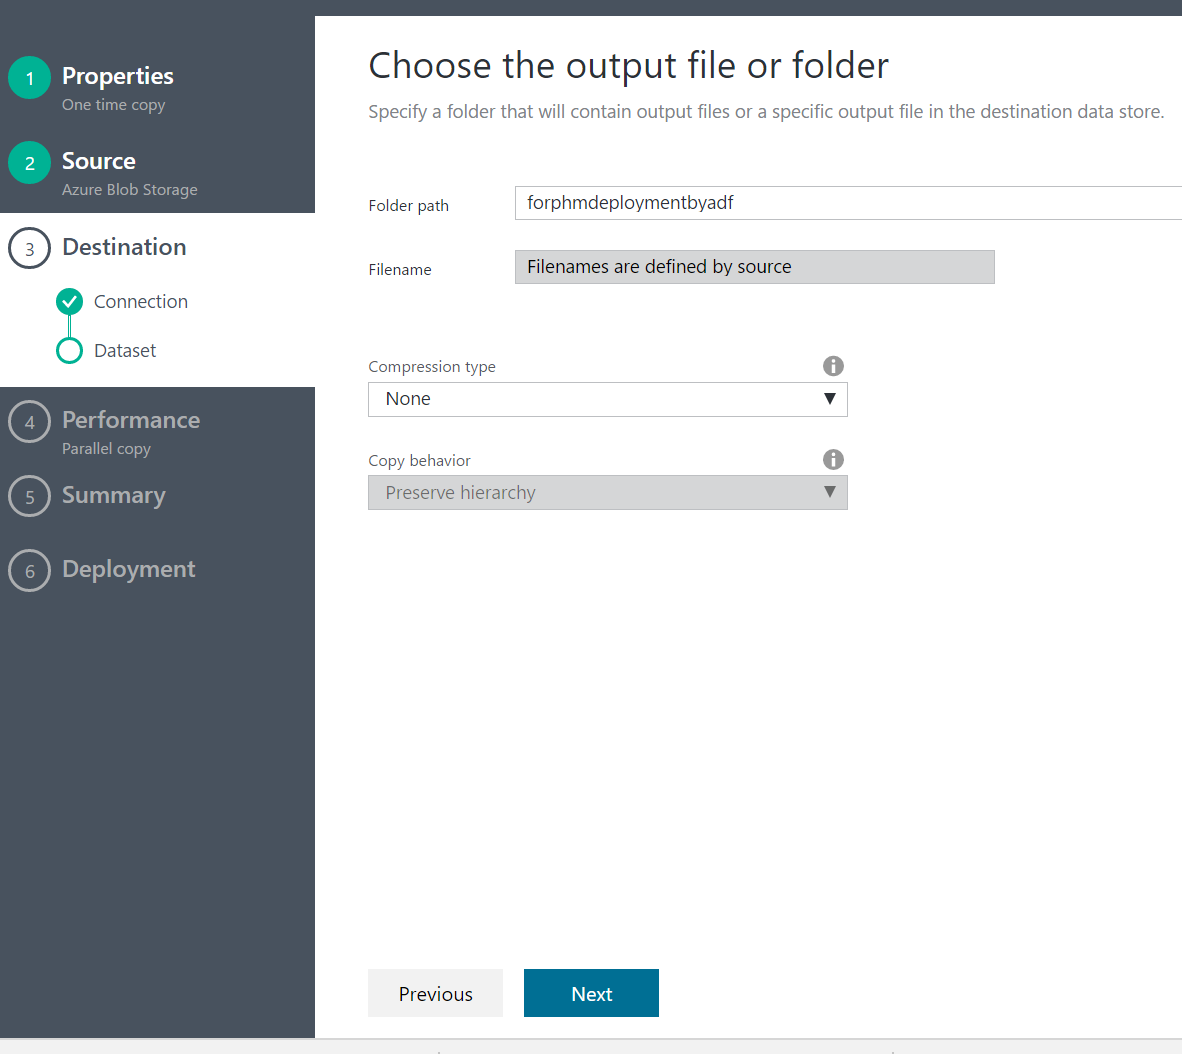 1
Properties
One time copy
2
Source
Azure Blob Storage
3
Destination
Connection
Dataset
4
Performance
Parallel copy
5
Summary
6
Deployment
Choose the output file or folder
Specify a folder that will contain output files or a specific output file in the destination data store.
Folder path
forphmdeploymentbyadf
Filename
Filenames are defined by source
Compression type
None
Copy behavior
Preserve hierarchy
Previous
Next